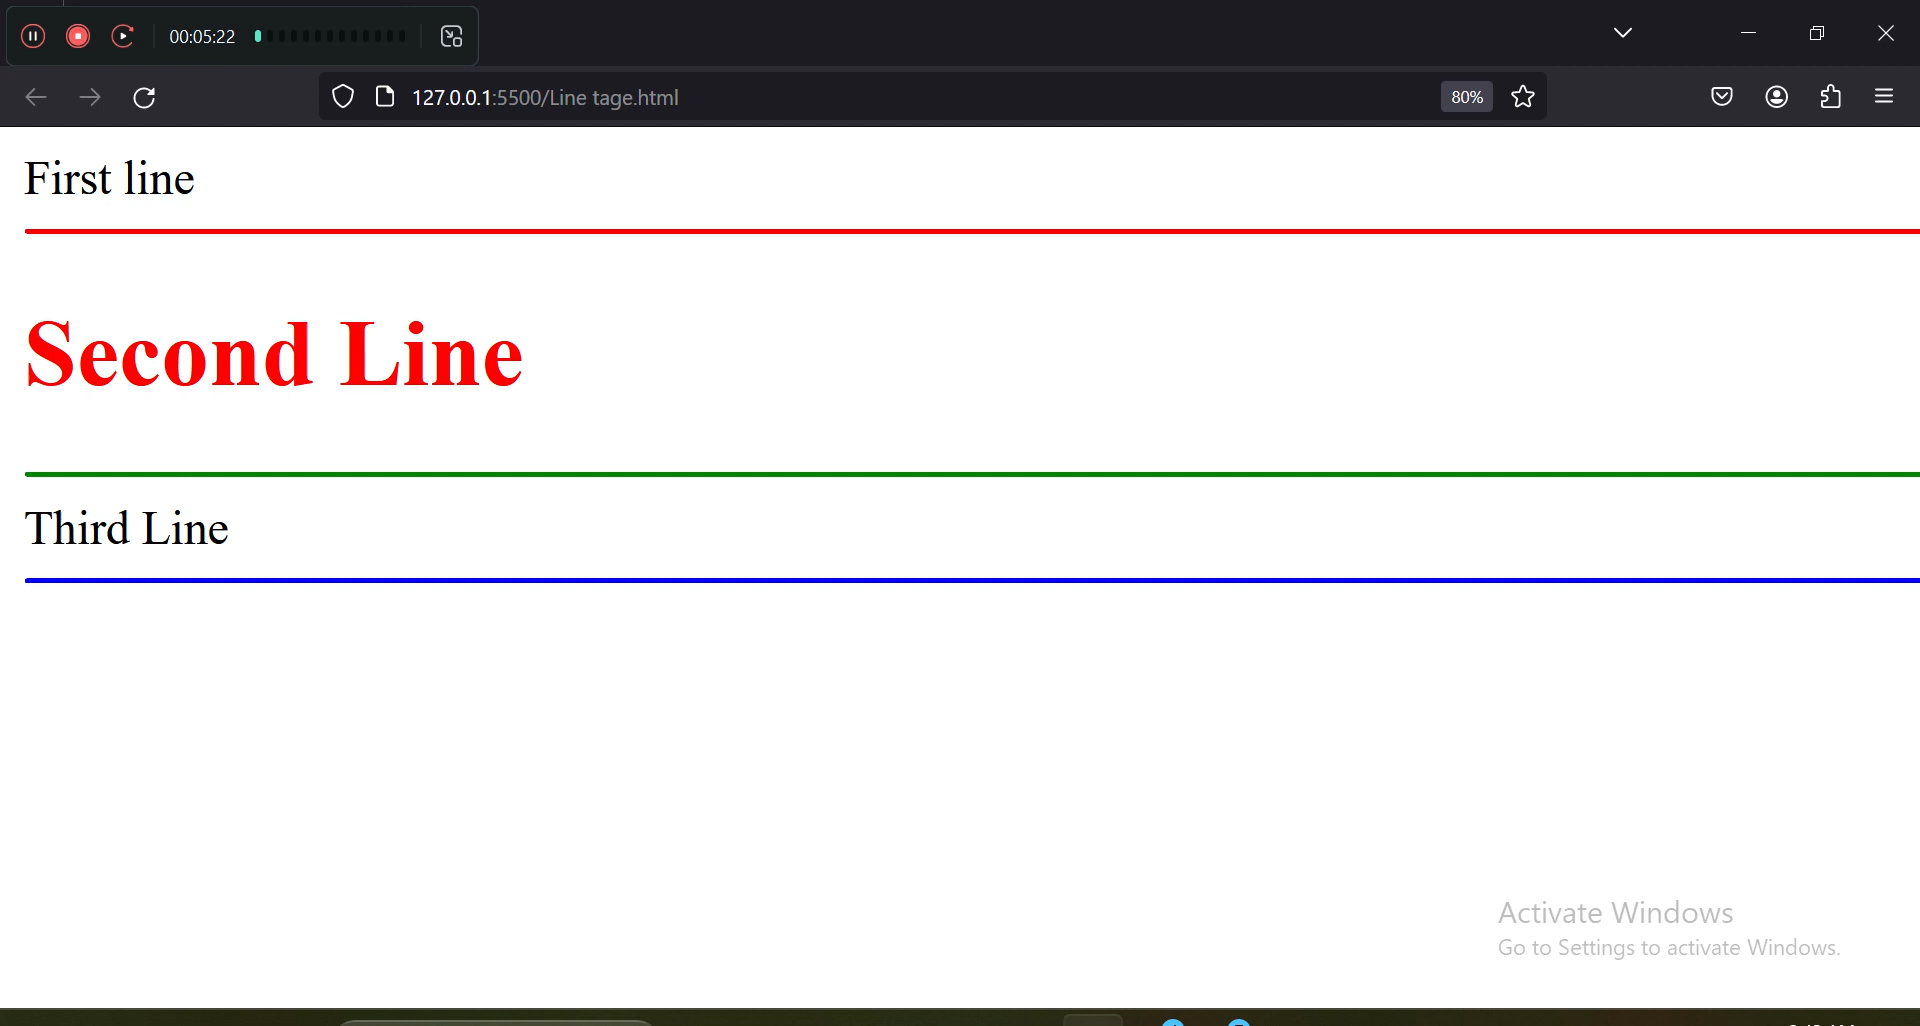 00:05:22
127.0.0.1:5500/Line tage.html
80%
First line
Second Line
Third Line
Activate Windows
Go to Settings to activate Windows.